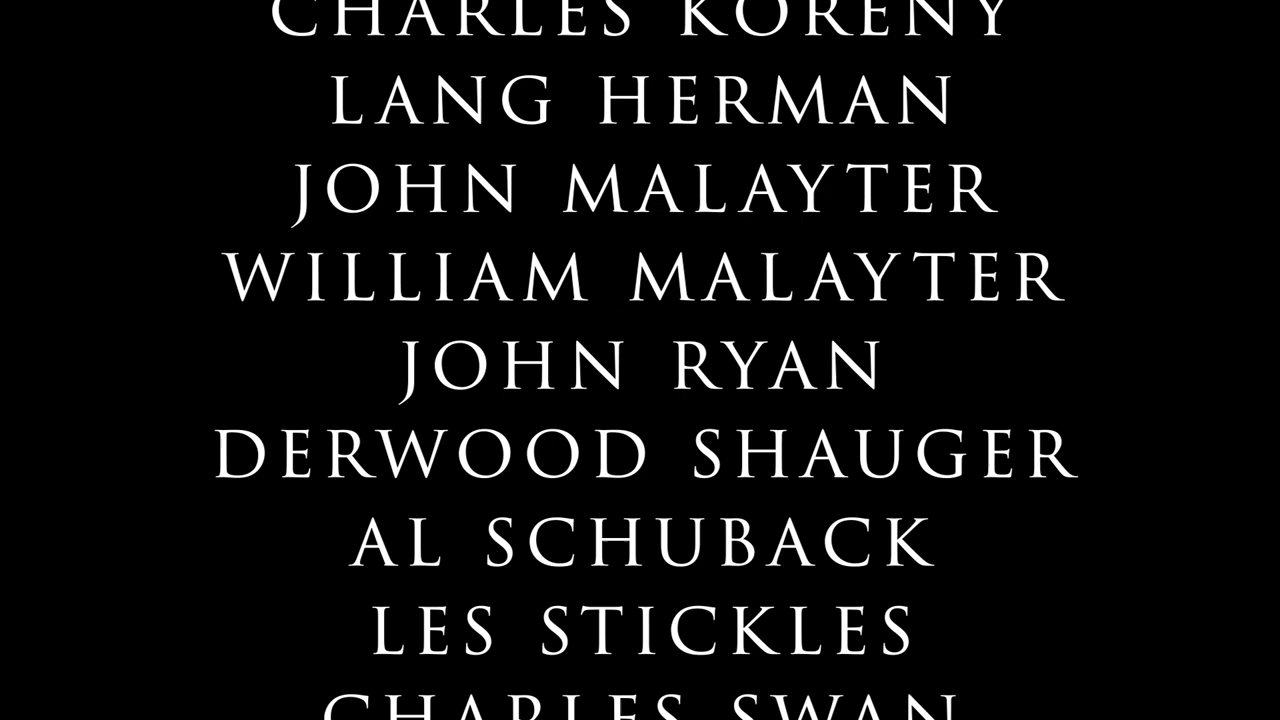 CHARLES KORENY
LANG HERMAN
JOHN MALAYTER
WILLIAM MALAYTER
JOHN RYAN
DERWOOD SHAUGER
AL SCHUBACK
LES STICKLES
CHARLES SWAN